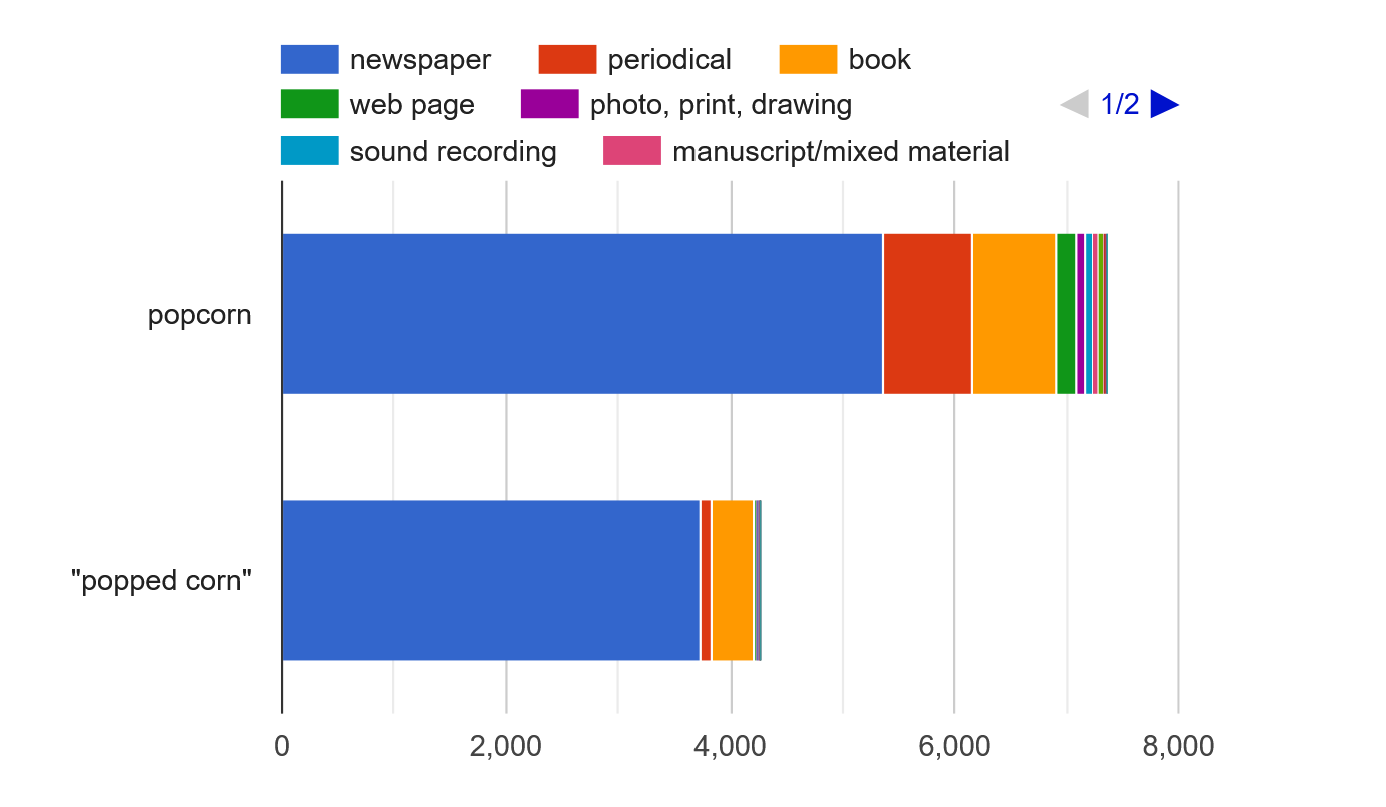 newspaper periodical book
web page photo, print, drawing 1/2
sound recording manuscript/mixed material
popcorn
"popped corn"
0 2,000 4,000 6,000 8,000